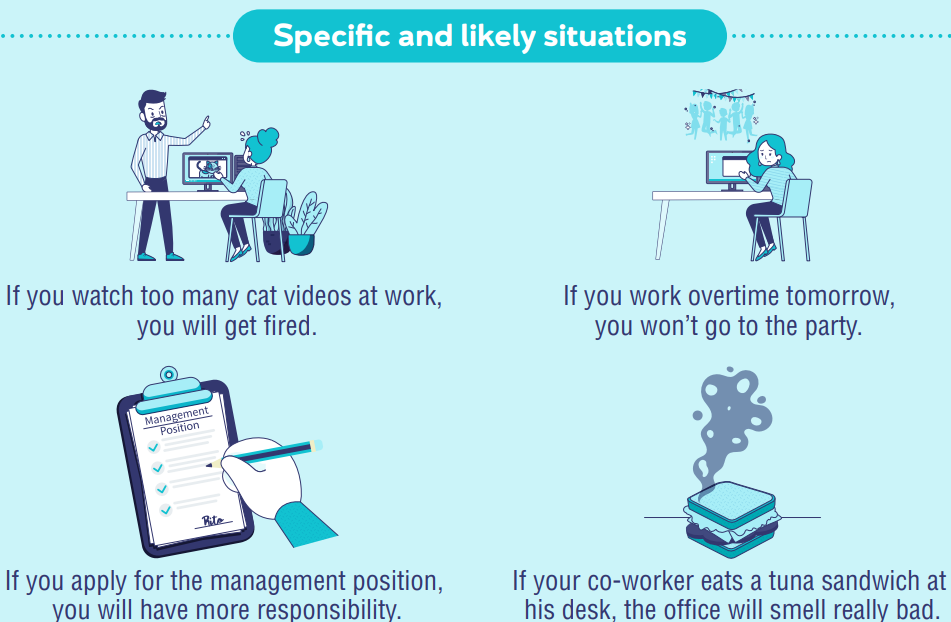 Specific and likely situations
If you watch too many cat videos at work,
you will get fired.
If you work overtime tomorrow,
you won't go to the party.
Management
Position
Rita
If you apply for the management position,
you will have more responsibility.
If your co-worker eats a tuna sandwich at
his desk, the office will smell really bad.